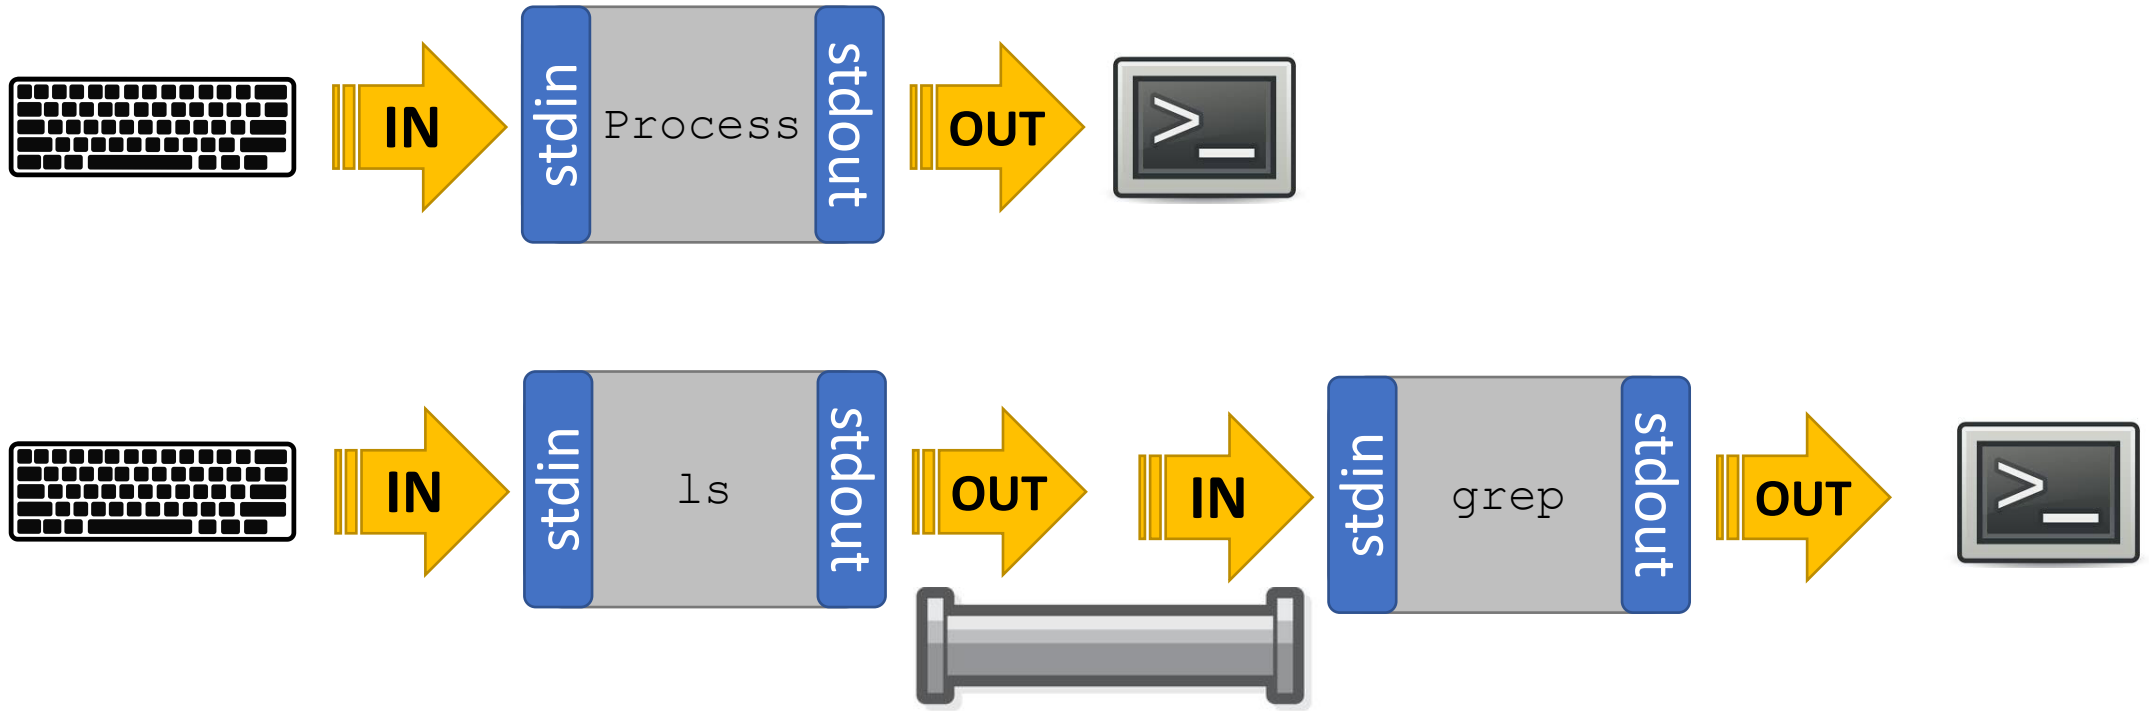 IN
stdin
Process
stdout
OUT
>_
IN
stdin
ls
stdout
OUT
IN
stdin
grep
stdout
OUT
>_